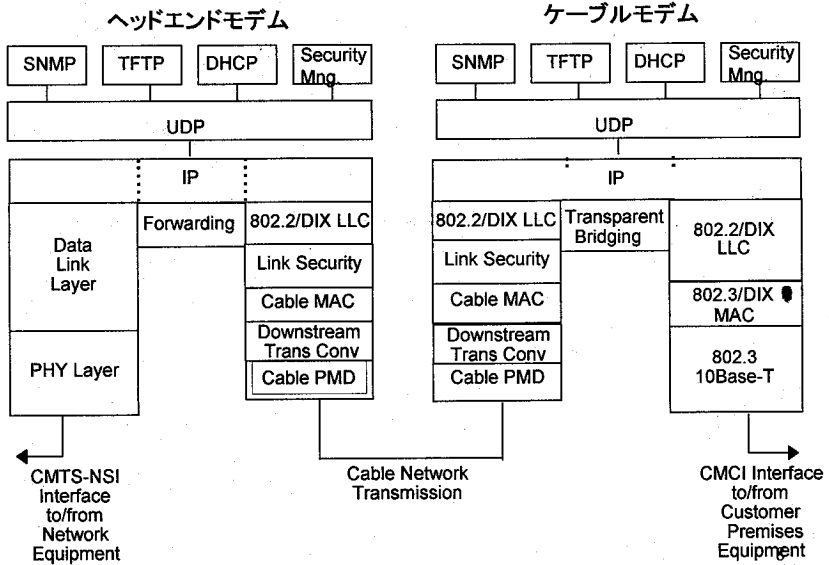 ヘッドエンドモデム
SNMP
TFTP
DHCP
Security
Mng.
UDP
IP
Data
Link
Layer
Forwarding
802.2/DIX LLC
Link Security
Cable MAC
Downstream
Trans Conv
PHY Layer
Cable PMD
CMTS-NSI
Interface
to/from
Network
Equipment
Cable Network
Transmission
ケーブルモデム
SNMP
TFTP
DHCP
Security
Mng.
UDP
IP
802.2/DIX LLC
Transparent
Bridging
Link Security
Cable MAC
Downstream
Trans Conv
Cable PMD
802.2/DIX
LLC
802.3/DIX
MAC
802.3
10Base-T
CMCI Interface
to/from
Customer
Premises
Equipment